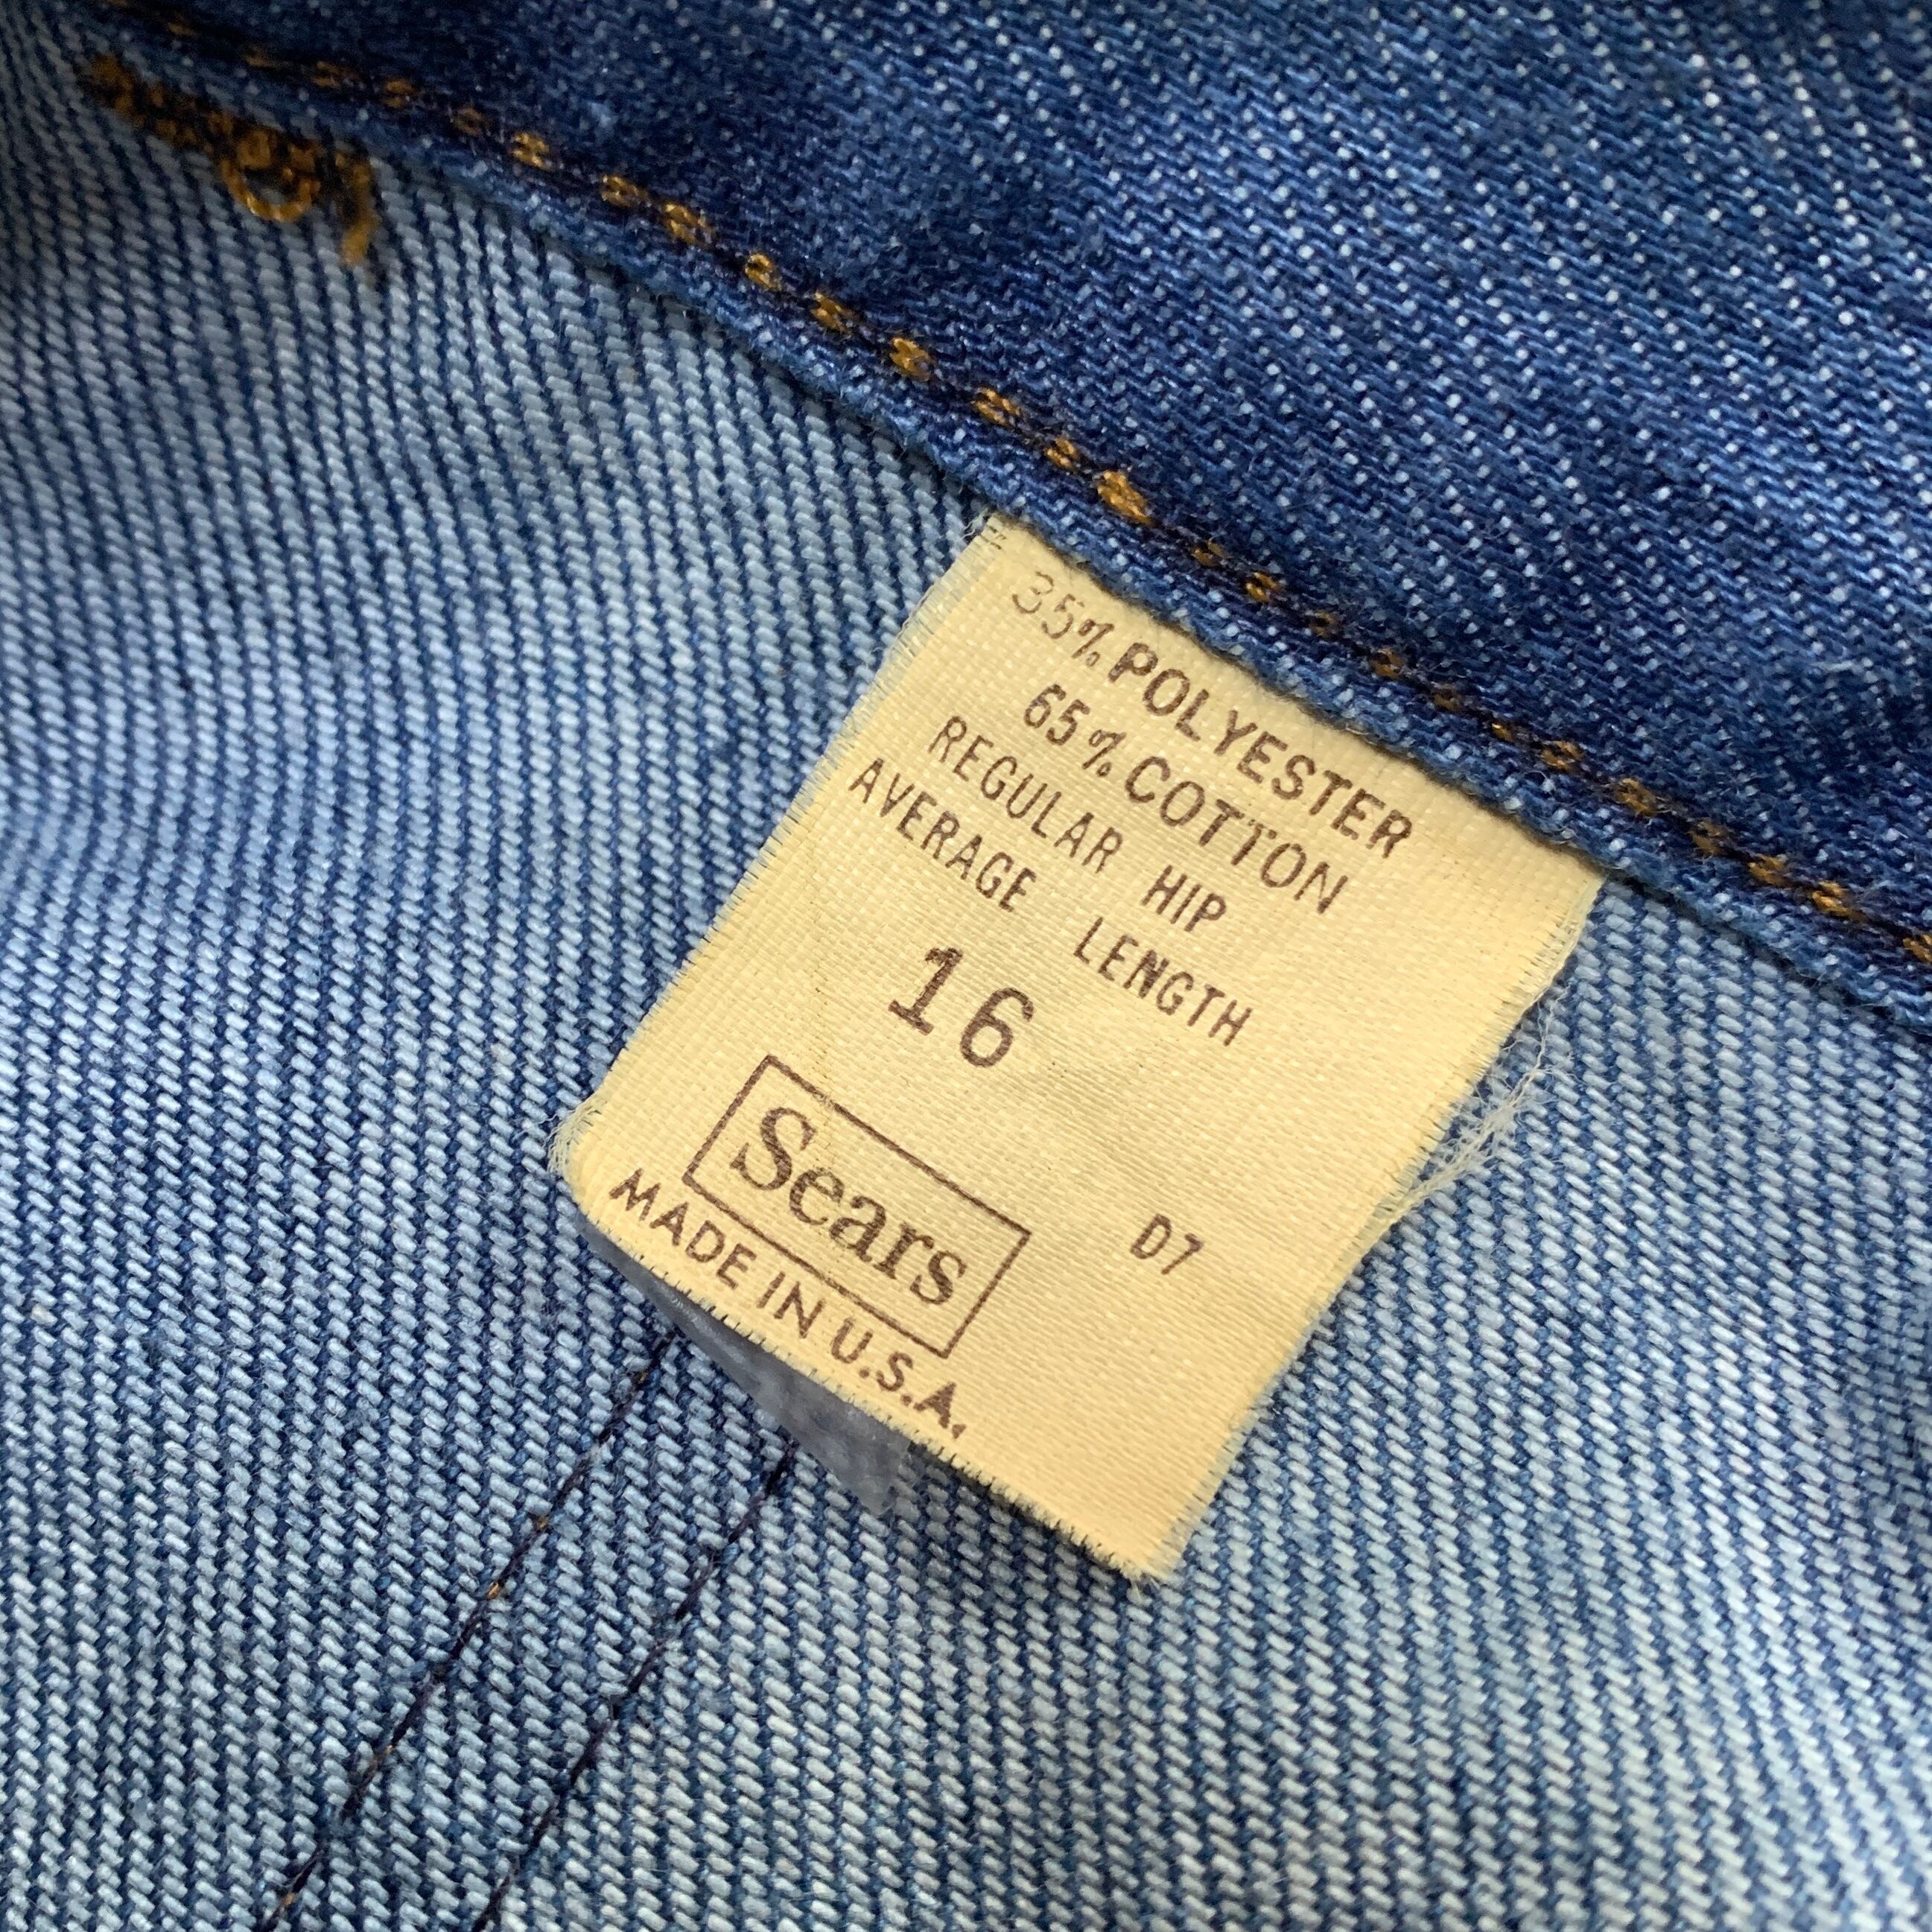 35% POLYESTER
65% COTTON
REGULAR HIP
AVERAGE LENGTH
16
Sears
D7
MADE IN U.S.A.